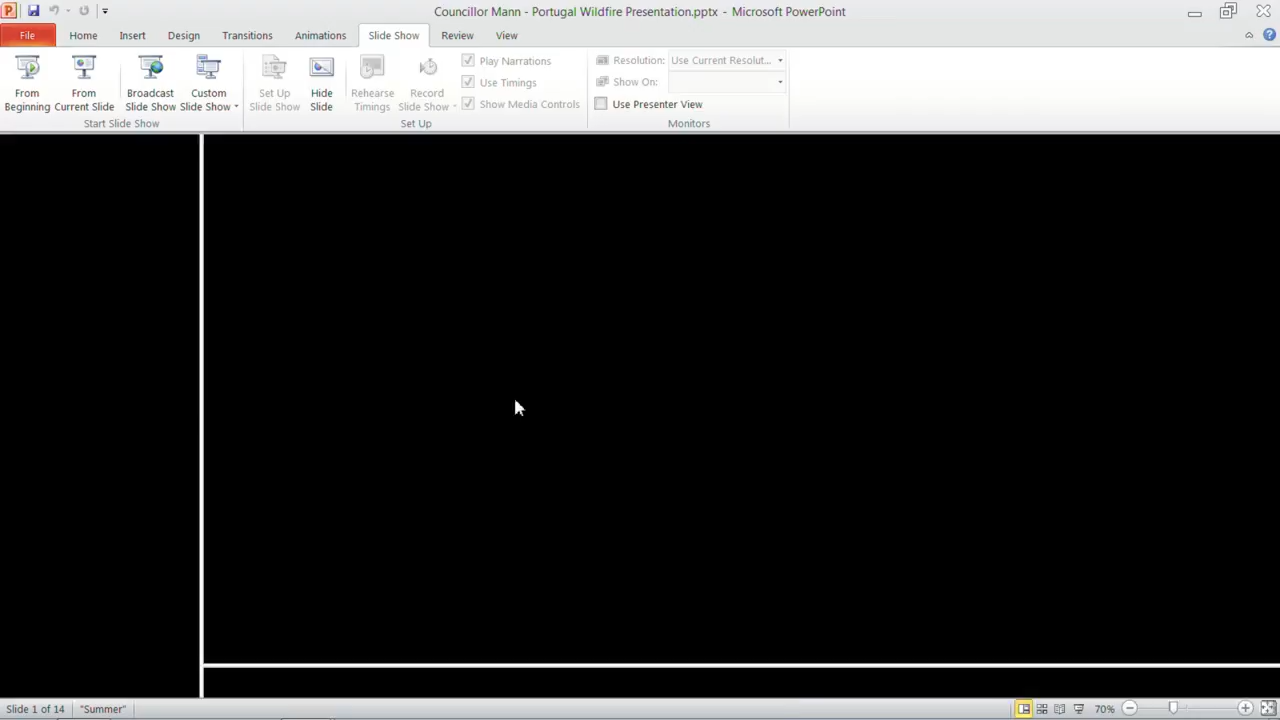 Councillor Mann - Portugal Wildfire Presentation.pptx - Microsoft PowerPoint
File Home Insert Design Transitions Animations Slide Show Review View
From Beginning
From Current Slide
Broadcast Slide Show
Custom Slide Show
Start Slide Show
Set Up Slide Show
Hide Slide
Rehearse Timings
Record Slide Show
Play Narrations
Use Timings
Show Media Controls
Set Up
Resolution: Use Current Resolut...
Show On:
Use Presenter View
Monitors
Slide 1 of 14 "Summer" 70%